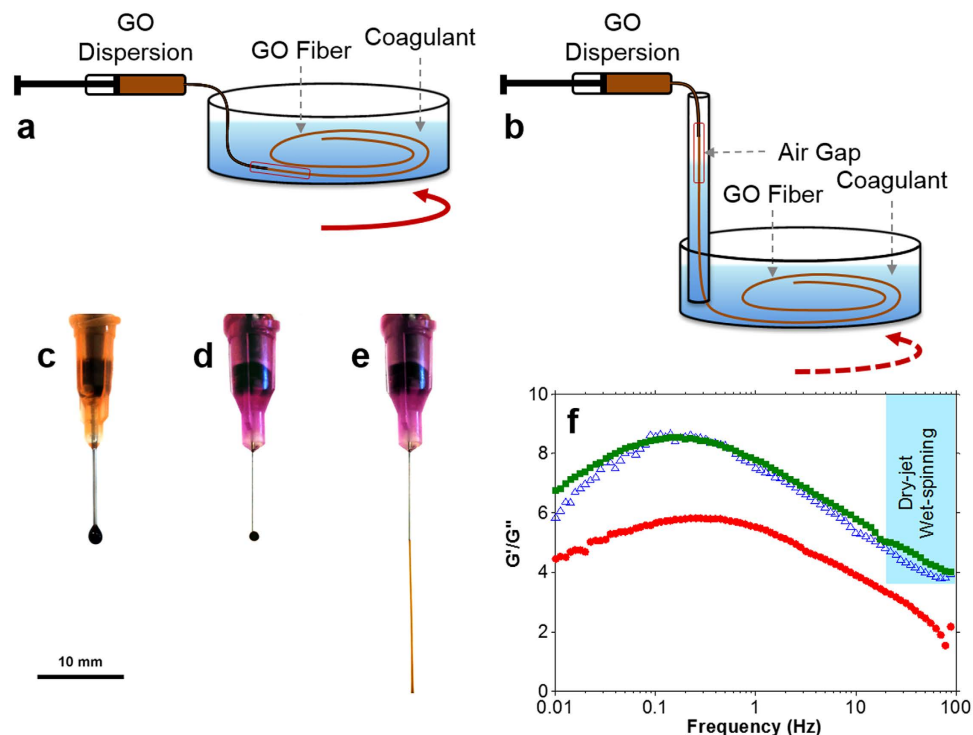 GO
Dispersion
GO Fiber
Coagulant
a
GO
Dispersion
b
Air Gap
Coagulant
GO Fiber
c
d
e
10 mm
f
Dry-jet
Wet-spinning
G'/G"
10
8
6
4
2
0
0.01
0.1
1
10
100
Frequency (Hz)